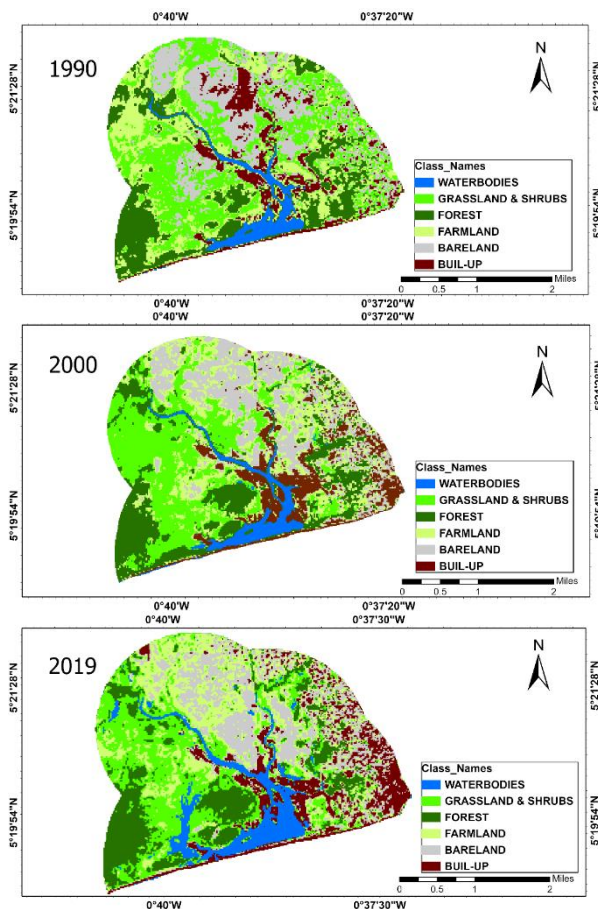 0°40'W 0°37'20"W
1990
N
5°21'28"N 5°21'28"N
Class_Names
WATERBODIES
GRASSLAND & SHRUBS
FOREST
FARMLAND
BARELAND
BUIL-UP
5°19'54"N 5°19'54"N
Miles
0 0.5 1 2
0°40'W 0°37'20"W
0°40'W 0°37'20"W
2000
N
5°21'28"N
Class_Names
WATERBODIES
GRASSLAND & SHRUBS
FOREST
FARMLAND
BARELAND
BUIL-UP
5°19'54"N
Miles
0 0.5 1 2
0°40'W 0°37'20"W
0°40'W 0°37'30"W
2019
N
5°21'28"N 5°21'28"N
Class_Names
WATERBODIES
GRASSLAND & SHRUBS
FOREST
FARMLAND
BARELAND
BUIL-UP
5°19'54"N 5°19'54"N
Miles
0 0.5 1 2
0°40'W 0°37'30"W